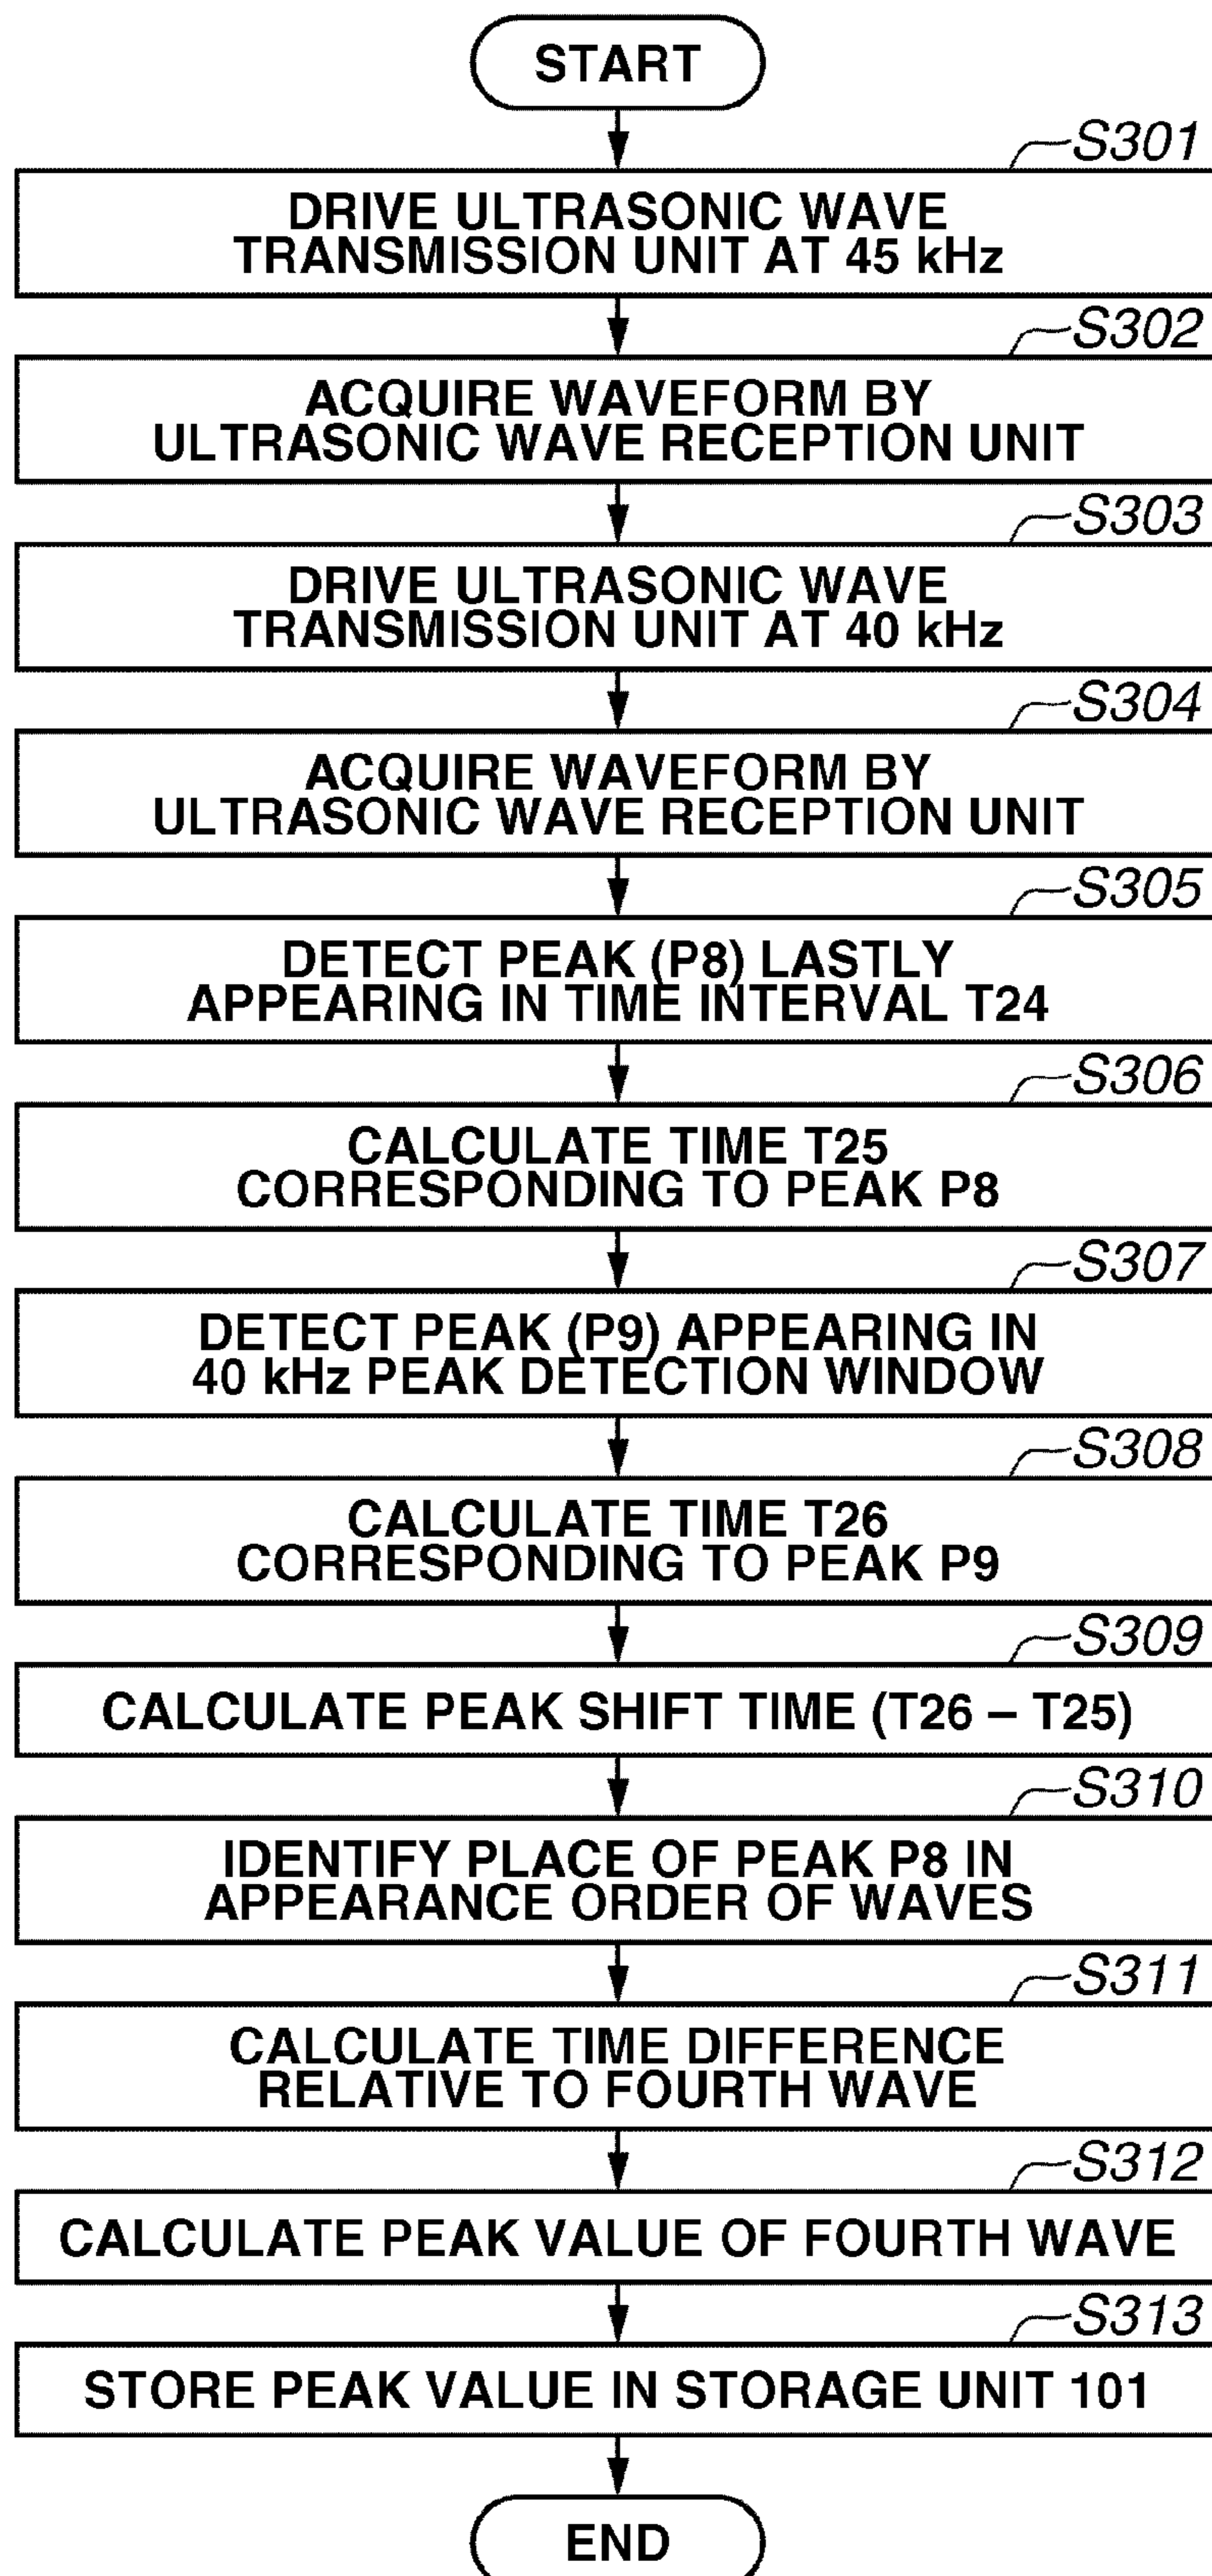 START
S301
DRIVE ULTRASONIC WAVE
TRANSMISSION UNIT AT 45 kHz
S302
ACQUIRE WAVEFORM BY
ULTRASONIC WAVE RECEPTION UNIT
S303
DRIVE ULTRASONIC WAVE
TRANSMISSION UNIT AT 40 kHz
S304
ACQUIRE WAVEFORM BY
ULTRASONIC WAVE RECEPTION UNIT
S305
DETECT PEAK (P8) LASTLY
APPEARING IN TIME INTERVAL T24
S306
CALCULATE TIME T25
CORRESPONDING TO PEAK P8
S307
DETECT PEAK (P9) APPEARING IN
40 kHz PEAK DETECTION WINDOW
S308
CALCULATE TIME T26
CORRESPONDING TO PEAK P9
S309
CALCULATE PEAK SHIFT TIME (T26 – T25)
S310
IDENTIFY PLACE OF PEAK P8 IN
APPEARANCE ORDER OF WAVES
S311
CALCULATE TIME DIFFERENCE
RELATIVE TO FOURTH WAVE
S312
CALCULATE PEAK VALUE OF FOURTH WAVE
S313
STORE PEAK VALUE IN STORAGE UNIT 101
END